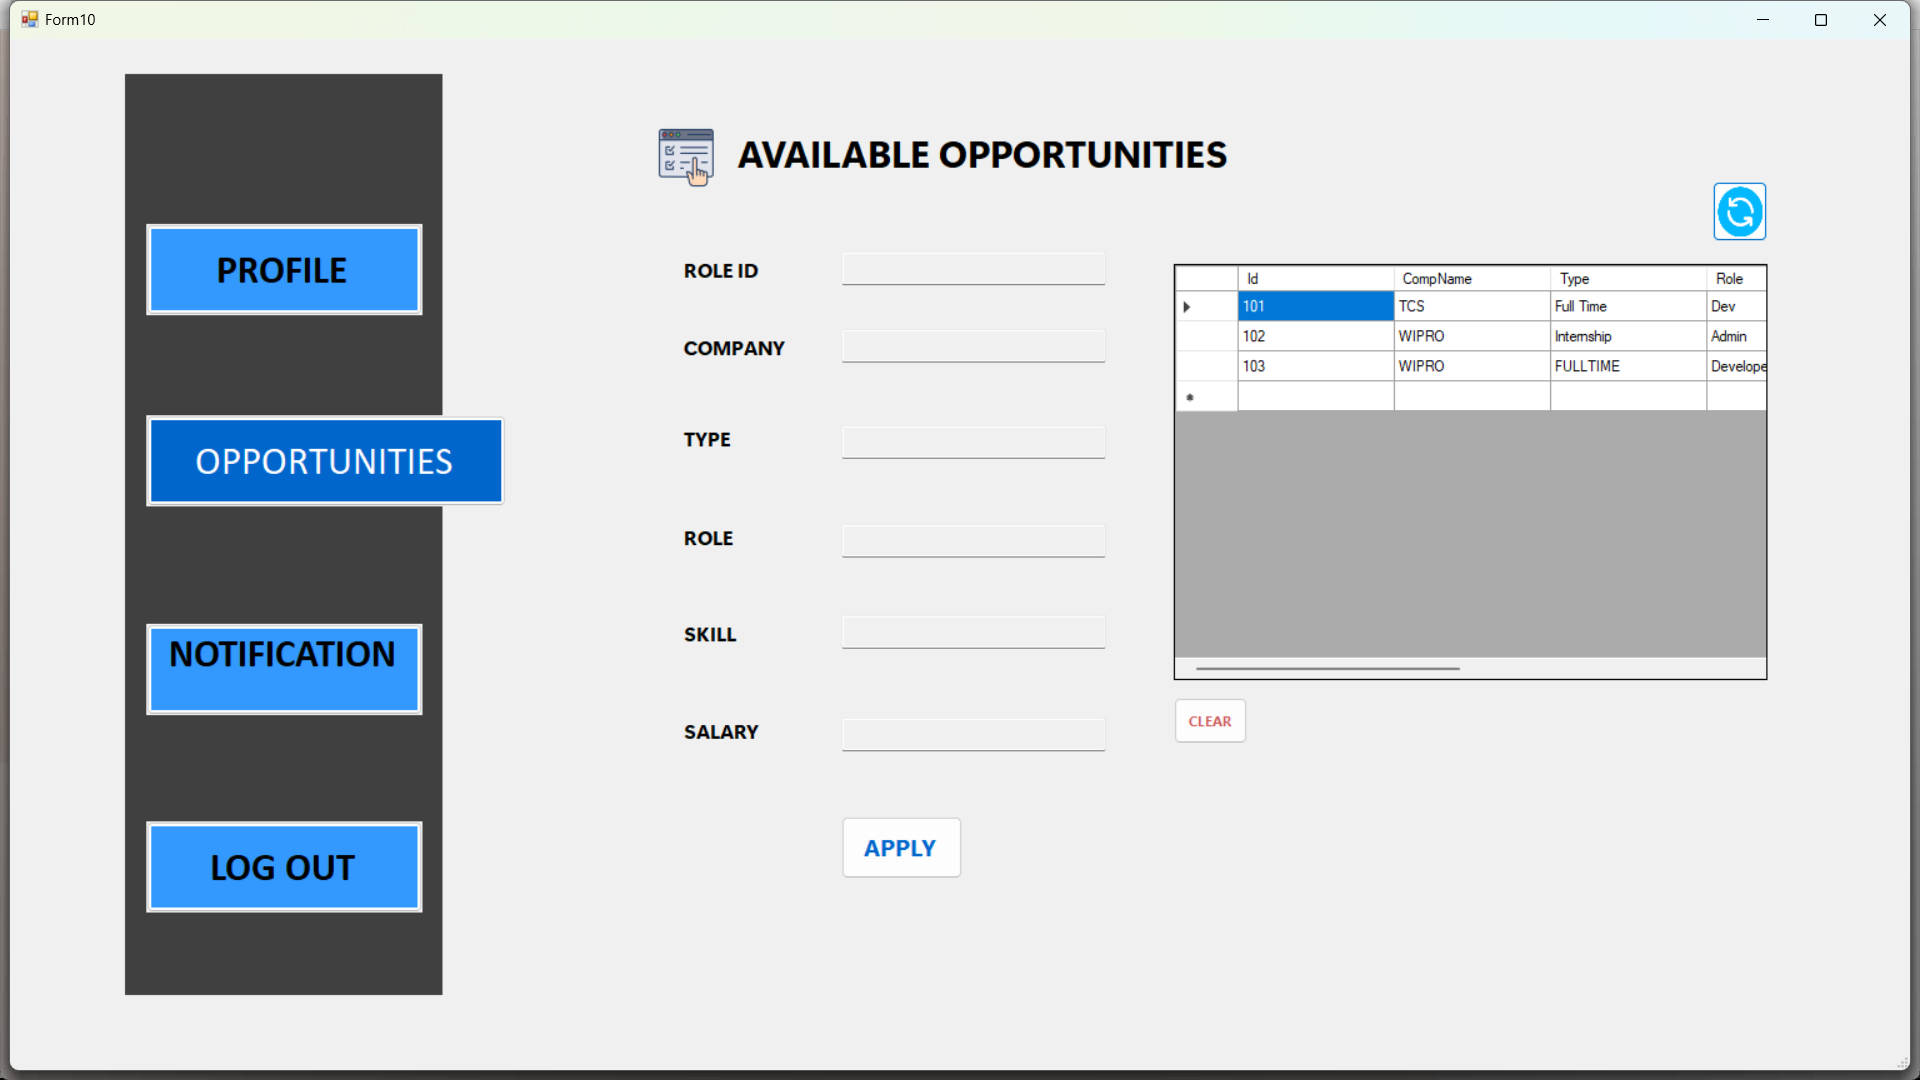 Form10
PROFILE
OPPORTUNITIES
NOTIFICATION
LOG OUT
AVAILABLE OPPORTUNITIES
ROLE ID
COMPANY
TYPE
ROLE
SKILL
SALARY
APPLY
Id CompName Type Role
101 TCS Full Time Dev
102 WIPRO Internship Admin
103 WIPRO FULLTIME Develope
CLEAR